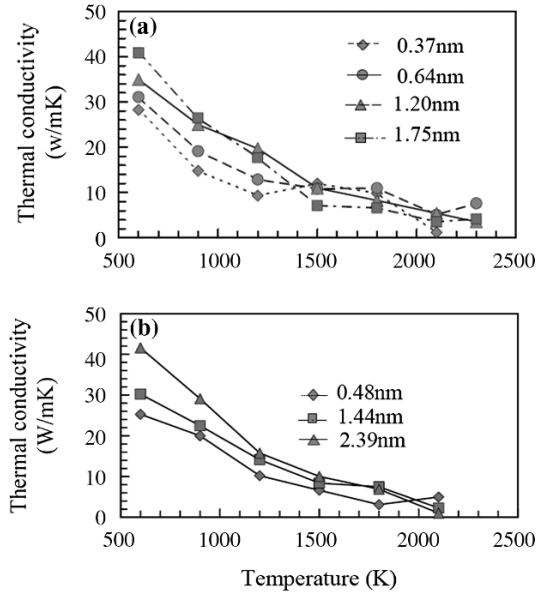 50
(a)
0.37nm
40
0.64nm
30
1.20nm
1.75nm
20
10
0
500 1000 1500 2000 2500
Thermal conductivity
(w/mK)
50
(b)
40
0.48nm
30
1.44nm
2.39nm
20
10
0
500 1000 1500 2000 2500
Thermal conductivity
(W/mK)
Temperature (K)